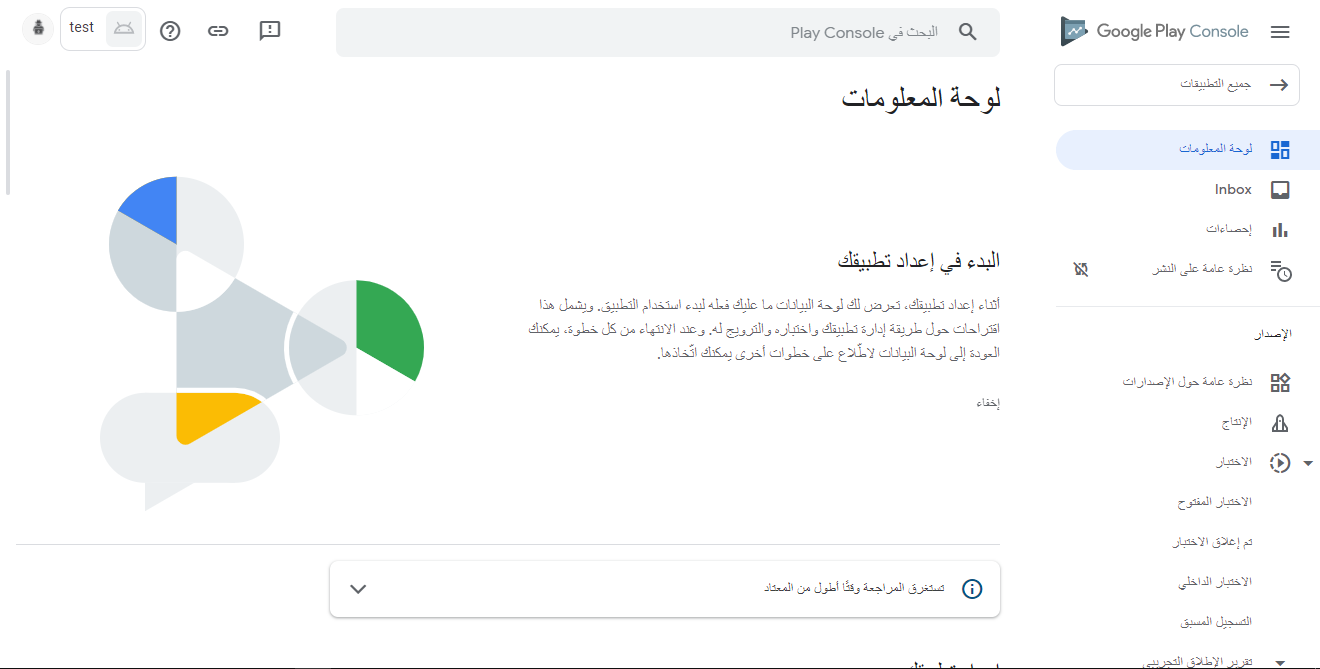 Google Play Console
البحث في Play Console
test
جميع التطبيقات
لوحة المعلومات
Inbox
إحصاءات
نظرة عامة على النشر
الإصدار
نظرة عامة حول الإصدارات
الإنتاج
الاختبار
الاختبار المفتوح
تم إغلاق الاختبار
الاختبار الداخلي
التسجيل المسبق
تقرير الإطلاق التجريبي
لوحة المعلومات
البدء في إعداد تطبيقك
أثناء إعداد تطبيقك، تعرض لك لوحة البيانات ما عليك فعله لبدء استخدام التطبيق. ويشمل هذا
اقتراحات حول طريقة إدارة تطبيقك واختباره والترويج له. وعند الانتهاء من كل خطوة، يمكنك
العودة إلى لوحة البيانات لاطّلاع على خطوات أخرى يمكنك اتّخاذها.
إخفاء
تستغرق المراجعة وقتًا أطول من المعتاد